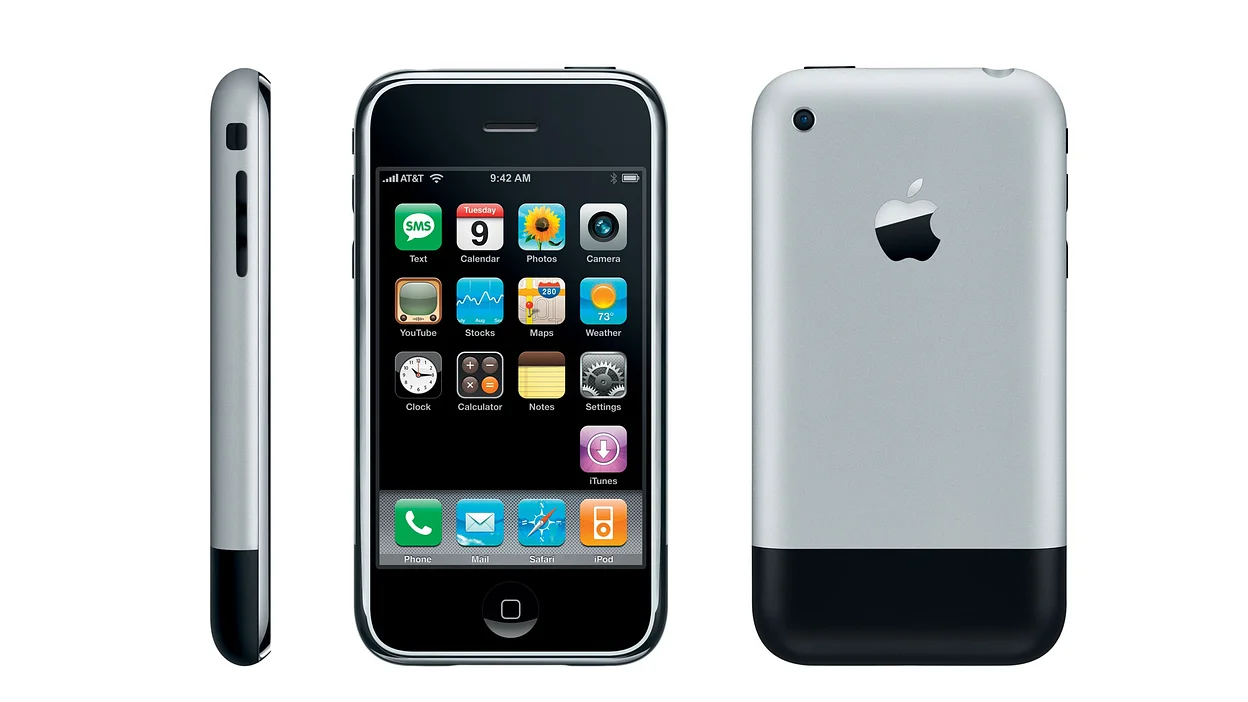 AT&T 9:42 AM
SMS Tuesday 9
Text Calendar Photos Camera
280 73°
Aug
YouTube Stocks Maps Weather
Clock Calculator Notes Settings
iTunes
Phone Mail Safari iPod